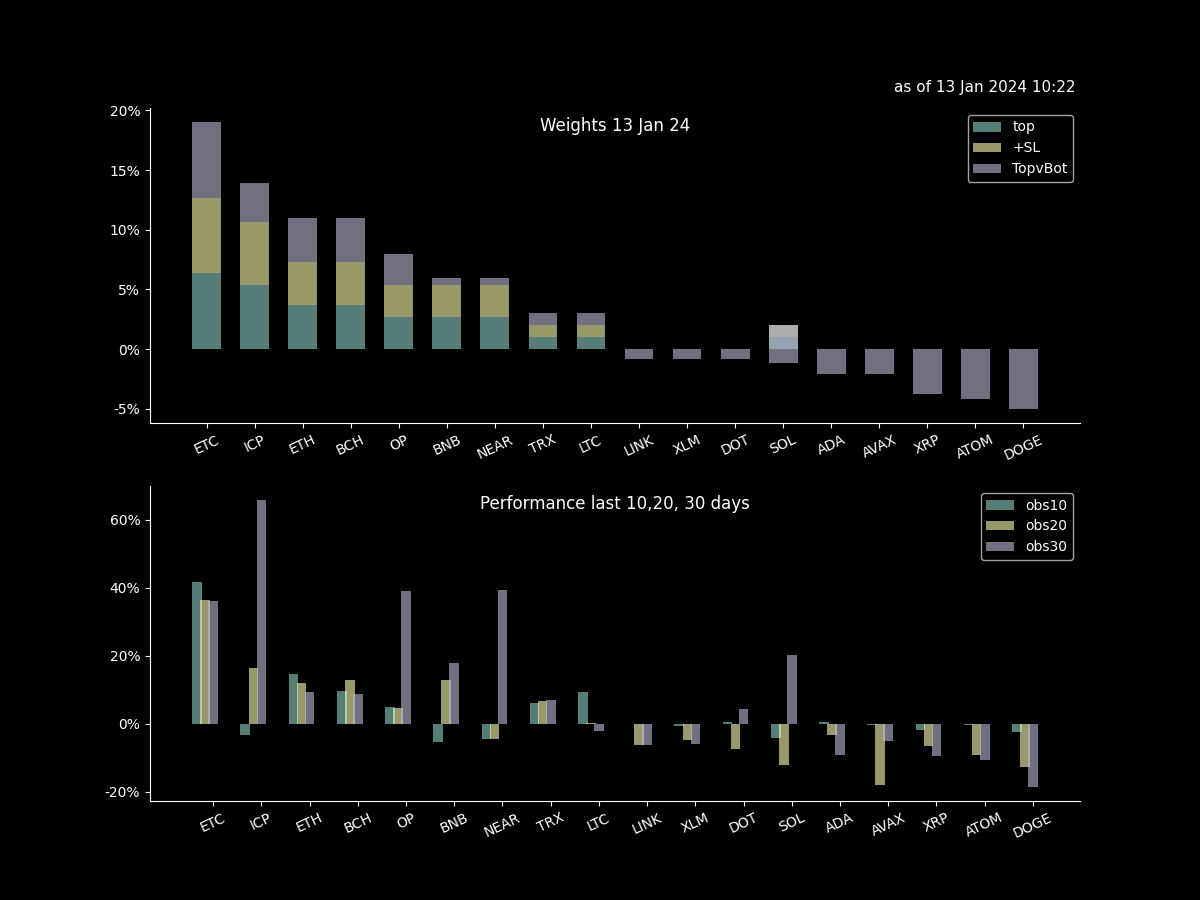 as of 13 Jan 2024 10:22
Weights 13 Jan 24
top
+SL
TopvBot
20%
15%
10%
5%
0%
-5%
ETC ICP ETH BCH OP BNB NEAR TRX LTC LINK XLM DOT SOL ADA AVAX XRP ATOM DOGE
Performance last 10,20, 30 days
obs10
obs20
obs30
60%
40%
20%
0%
-20%
ETC ICP ETH BCH OP BNB NEAR TRX LTC LINK XLM DOT SOL ADA AVAX XRP ATOM DOGE